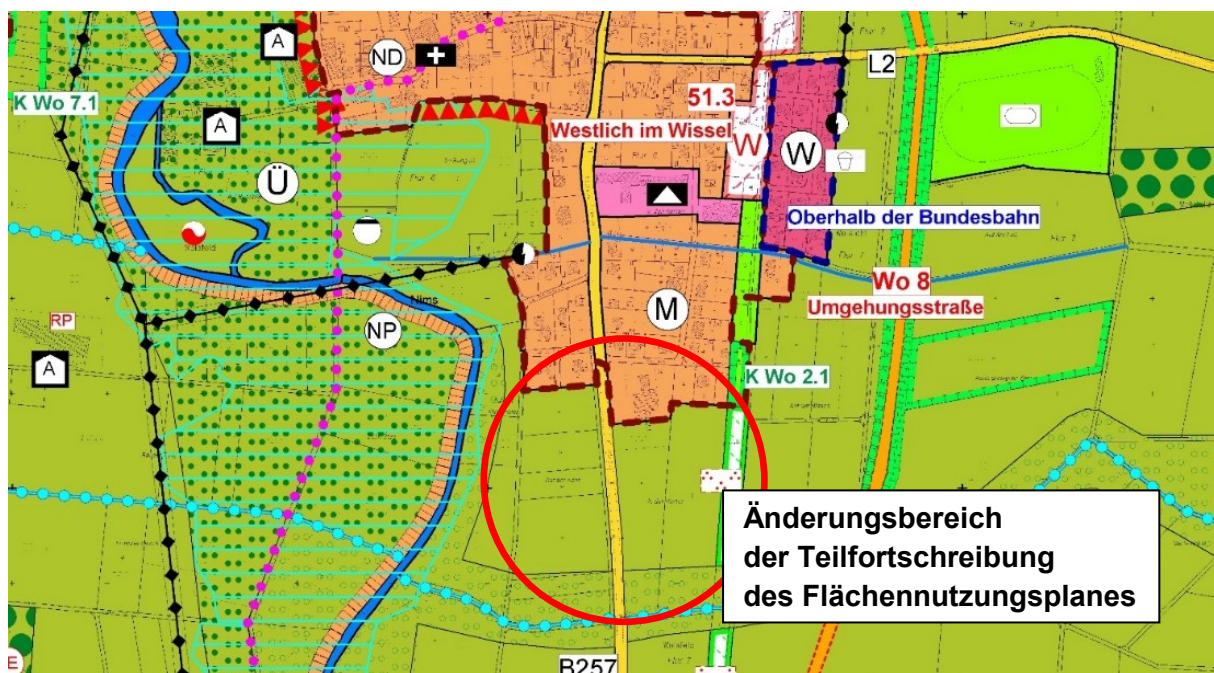 A
ND
L2
K Wo 7.1
51.3
A
Westlich im Wissel
W
W
Ü
Oberhalb der Bundesbahn
Wo 8
Nims
M
Umgehungsstraße
RP
NP
A
K Wo 2.1
Änderungsbereich
der Teilfortschreibung
des Flächennutzungsplanes
E
B257